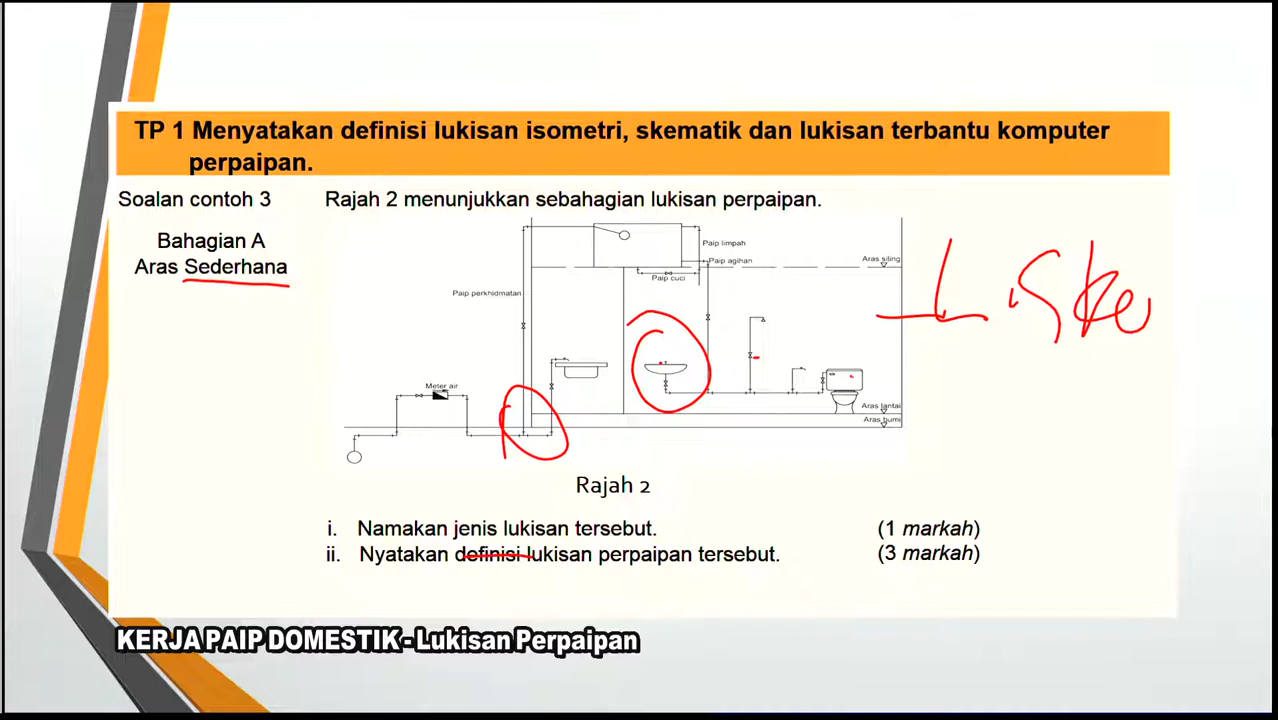 TP 1 Menyatakan definisi lukisan isometri, skematik dan lukisan terbantu komputer
perpaipan.
Soalan contoh 3
Rajah 2 menunjukkan sebahagian lukisan perpaipan.
Bahagian A
Aras Sederhana
Paip limpah
Paip agihan
Aras siling
Paip cuci
Paip perkhidmatan
Meter air
Aras lantai
Aras bumi
L. Ske
Rajah 2
i. Namakan jenis lukisan tersebut. (1 markah)
ii. Nyatakan definisi lukisan perpaipan tersebut. (3 markah)
KERJA PAIP DOMESTIK - Lukisan Perpaipan